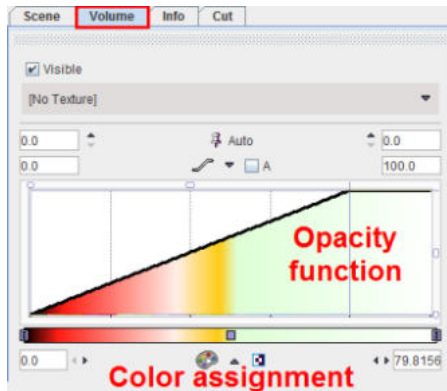 Scene Volume Info Cut
Visible
[No Texture]
0.0 Auto 0.0
0.0 A 100.0
Opacity
function
0.0 79.8156
Color assignment